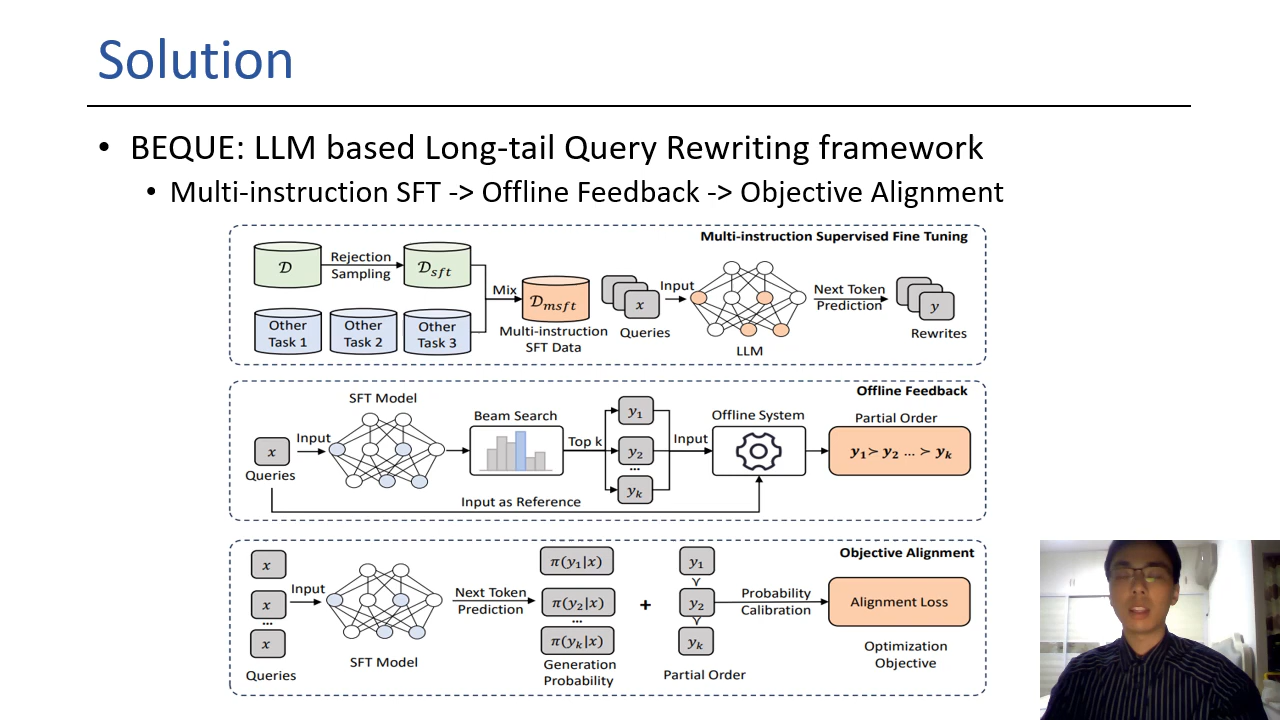 Solution
• BEQUE: LLM based Long-tail Query Rewriting framework
• Multi-instruction SFT -> Offline Feedback -> Objective Alignment
Multi-instruction Supervised Fine Tuning
𝒟
Rejection
Sampling
𝒟sft
Other
Task 1
Other
Task 2
Other
Task 3
Mix
𝒟msft
Multi-instruction
SFT Data
x
Queries
Input
LLM
Next Token
Prediction
y
Rewrites
Offline Feedback
x
Queries
Input
SFT Model
Beam Search
Top k
y1
y2
...
yk
Input
Offline System
Input as Reference
Partial Order
y1 ≻ y2 ... ≻ yk
Objective Alignment
x
x
...
x
Queries
Input
SFT Model
Next Token
Prediction
π(y1|x)
π(y2|x)
...
π(yk|x)
Generation
Probability
+
y1
≻
y2
≻
yk
Partial Order
Probability
Calibration
Alignment Loss
Optimization
Objective